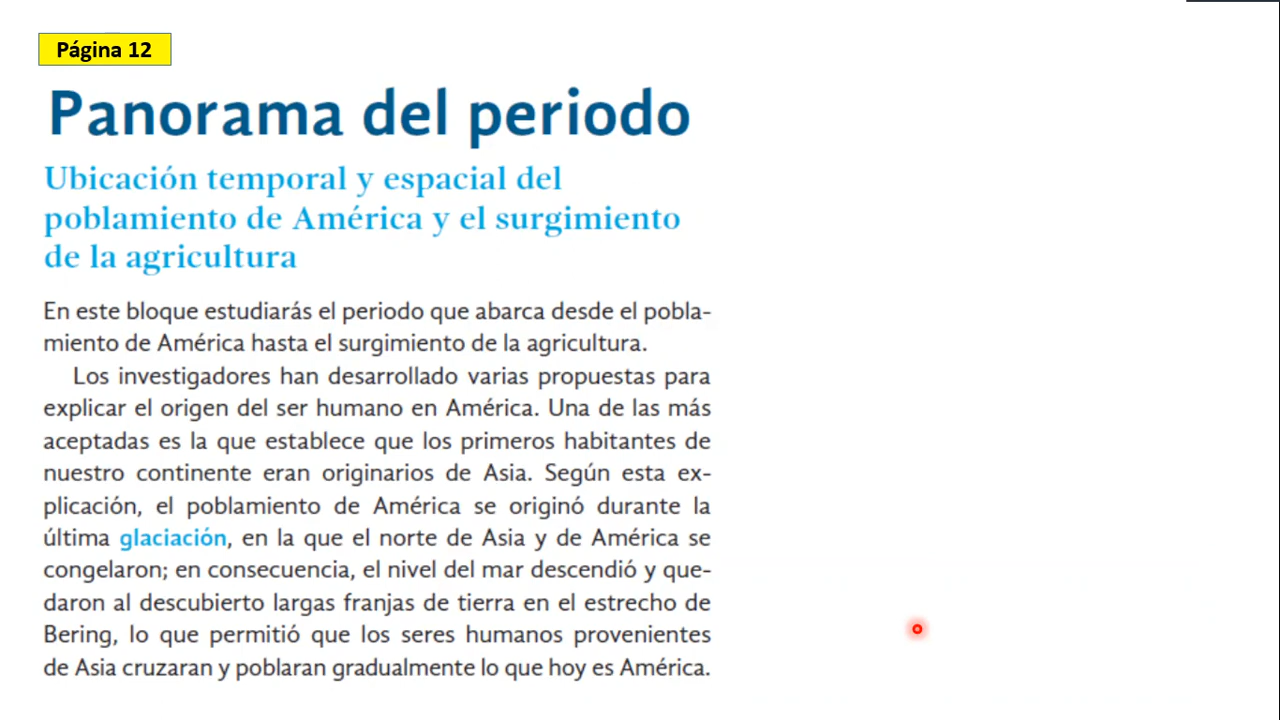 Página 12
Panorama del periodo
Ubicación temporal y espacial del
poblamiento de América y el surgimiento
de la agricultura
En este bloque estudiarás el periodo que abarca desde el pobla-
miento de América hasta el surgimiento de la agricultura.
Los investigadores han desarrollado varias propuestas para
explicar el origen del ser humano en América. Una de las más
aceptadas es la que establece que los primeros habitantes de
nuestro continente eran originarios de Asia. Según esta ex-
plicación, el poblamiento de América se originó durante la
última glaciación, en la que el norte de Asia y de América se
congelaron; en consecuencia, el nivel del mar descendió y que-
daron al descubierto largas franjas de tierra en el estrecho de
Bering, lo que permitió que los seres humanos provenientes
de Asia cruzaran y poblaran gradualmente lo que hoy es América.